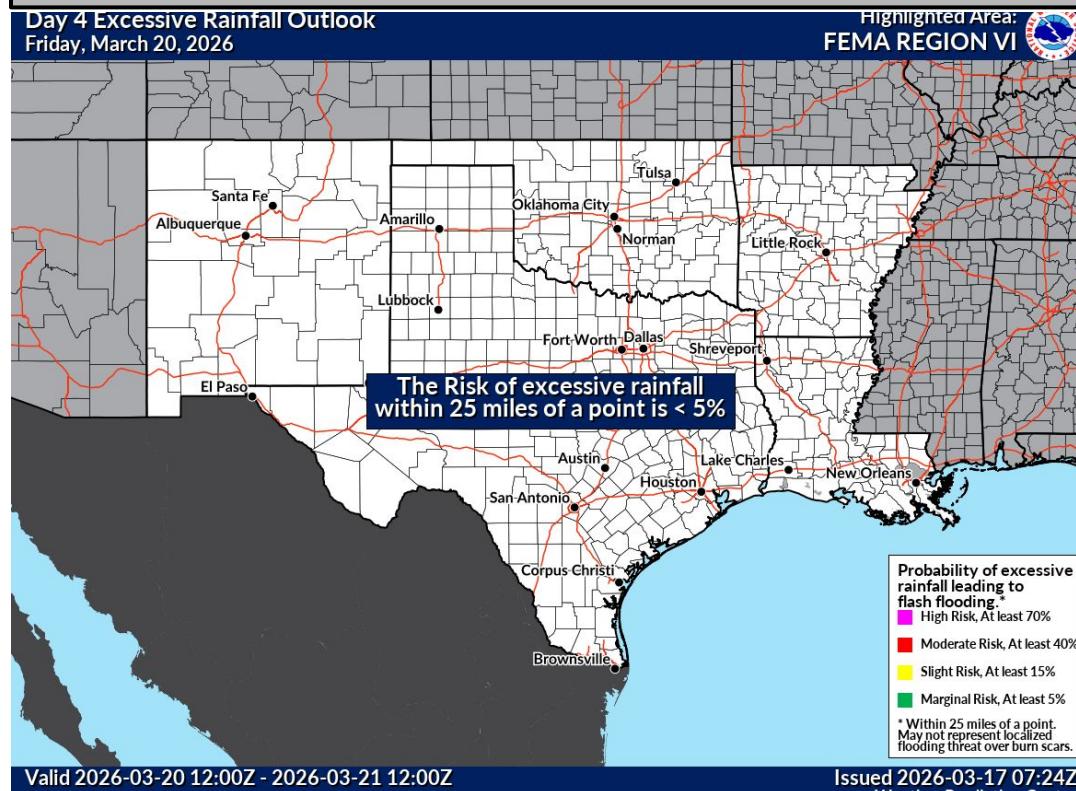 Day 4 Excessive Rainfall Outlook
Friday, March 20, 2026
Highlighted Area:
FEMA REGION VI
Santa Fe
Albuquerque
Amarillo
Tulsa
Oklahoma City
Norman
Little Rock
Lubbock
Fort Worth
Dallas
Shreveport
El Paso
The Risk of excessive rainfall
within 25 miles of a point is < 5%
Austin
Lake Charles
Houston
New Orleans
San Antonio
Corpus Christi
Brownsville
Probability of excessive
rainfall leading to
flash flooding.*
High Risk, At least 70%
Moderate Risk, At least 40%
Slight Risk, At least 15%
Marginal Risk, At least 5%
* Within 25 miles of a point.
May not represent localized
flooding threat over burn scars.
Valid 2026-03-20 12:00Z - 2026-03-21 12:00Z
Issued 2026-03-17 07:24Z